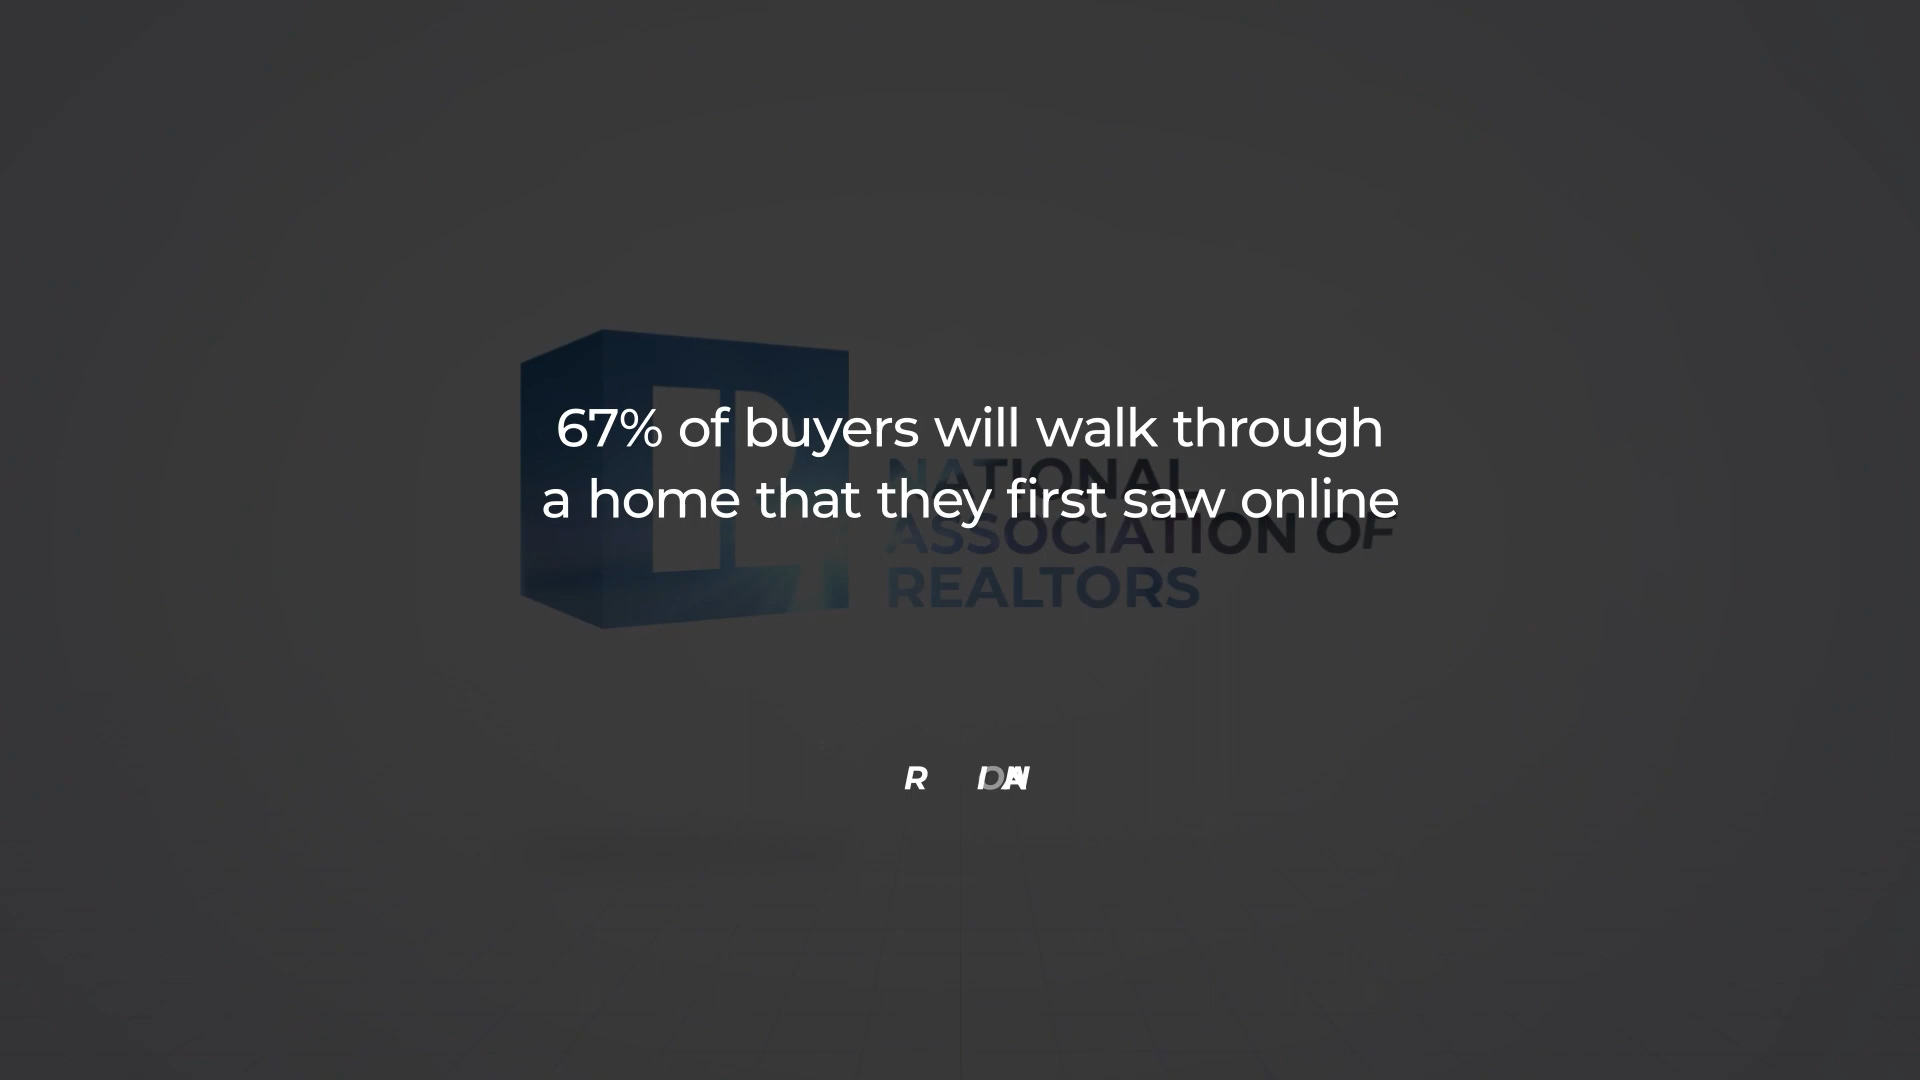 67% of buyers will walk through
a home that they first saw online
NATIONAL
ASSOCIATION OF
REALTORS